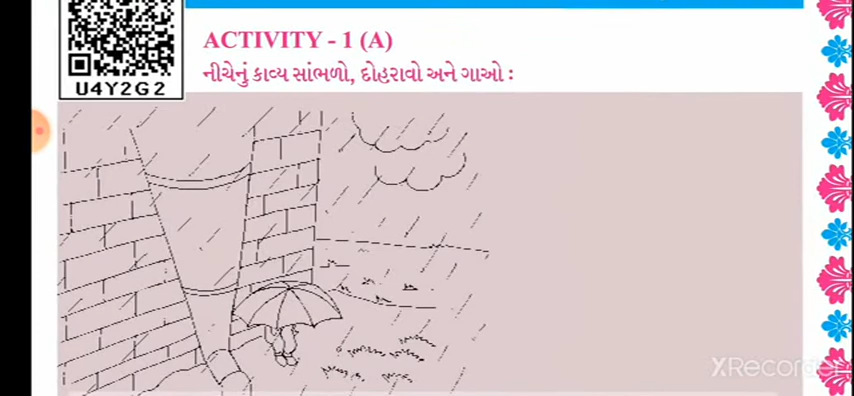 U4Y2G2
ACTIVITY - 1 (A)
નીચેનું કાવ્ય સાંભળો, દોહરાવો અને ગાઓ :
XRecorder